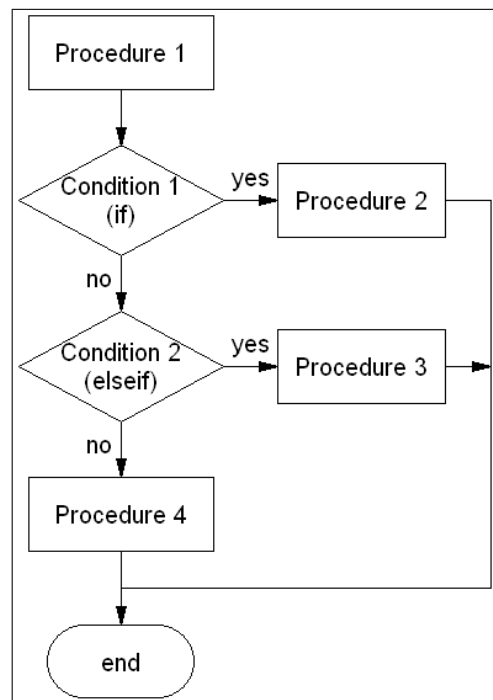 Procedure 1
Condition 1
(if)
yes
Procedure 2
no
Condition 2
(elseif)
yes
Procedure 3
no
Procedure 4
end